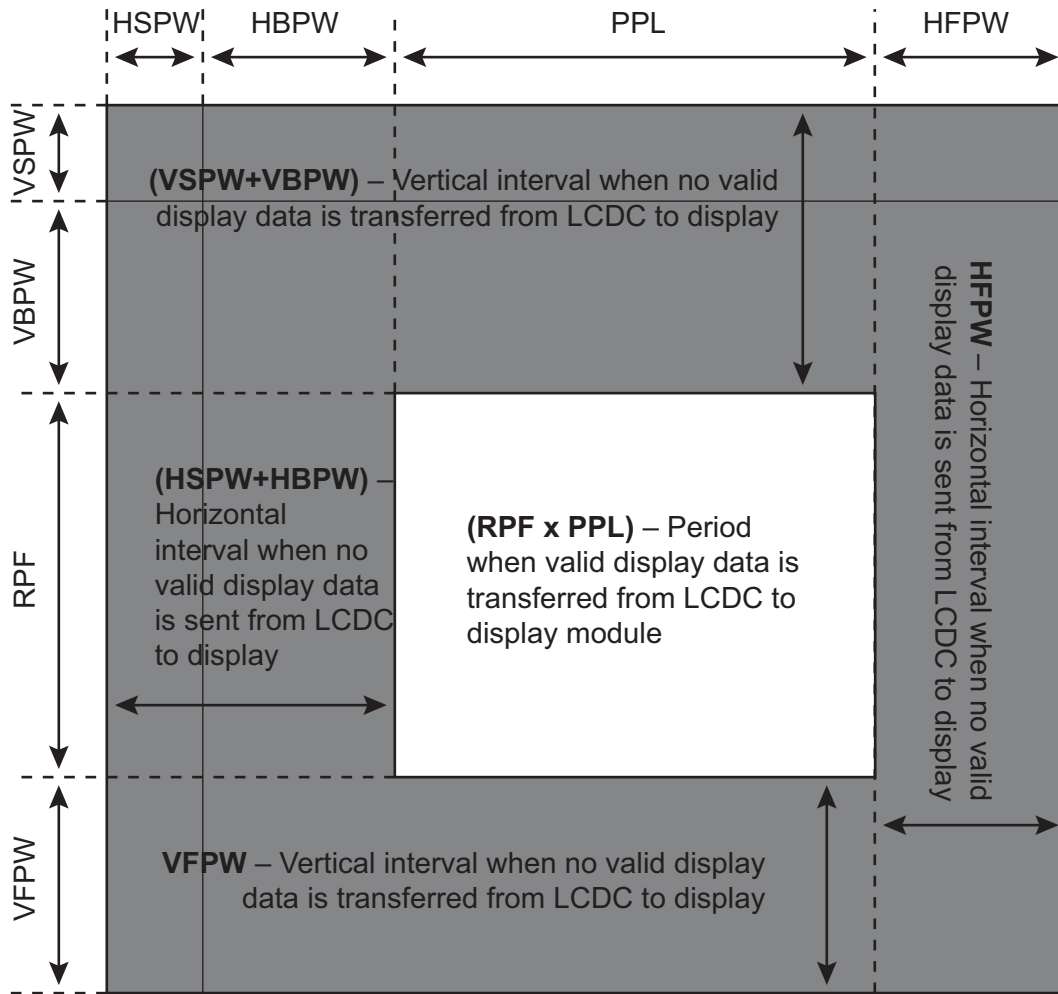 HSPW HBPW PPL HFPW
VSPW
(VSPW+VBPW) – Vertical interval when no valid
display data is transferred from LCDC to display
VBPW
HFPW – Horizontal interval when no valid
display data is sent from LCDC to display
RPF
(HSPW+HBPW) –
Horizontal
interval when no
valid display data
is sent from LCDC
to display
(RPF x PPL) – Period
when valid display data is
transferred from LCDC to
display module
VFPW
VFPW – Vertical interval when no valid display
data is transferred from LCDC to display